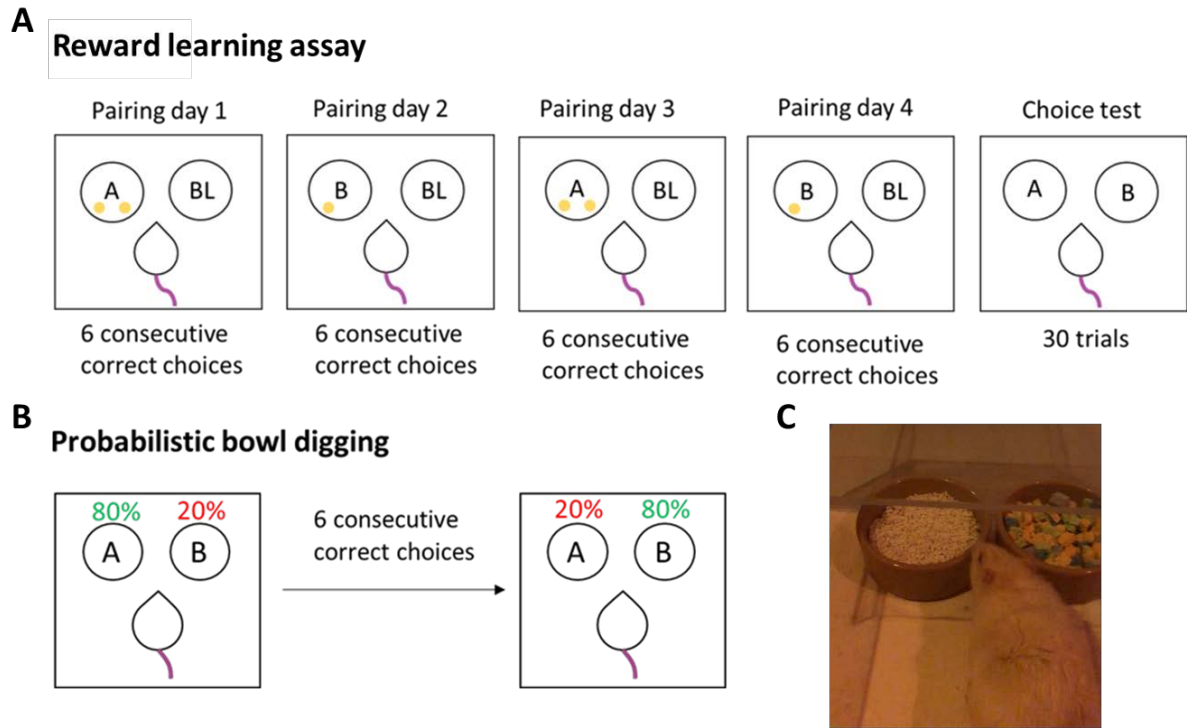 A
Reward learning assay
Pairing day 1
Pairing day 2
Pairing day 3
Pairing day 4
Choice test
A
BL
B
BL
A
BL
B
BL
A
B
6 consecutive
correct choices
6 consecutive
correct choices
6 consecutive
correct choices
6 consecutive
correct choices
30 trials
B
Probabilistic bowl digging
80%
20%
A
B
6 consecutive
correct choices
20%
80%
A
B
C